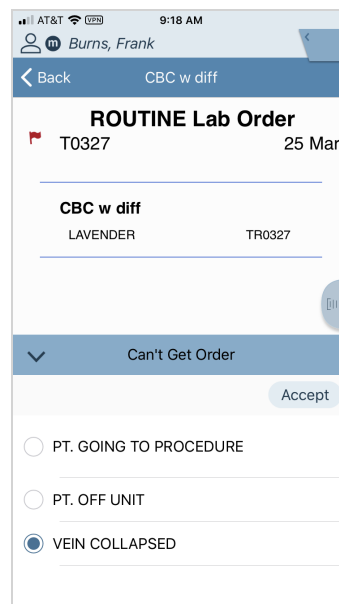 AT&T VPN 9:18 AM
m Burns, Frank
Back CBC w diff
ROUTINE Lab Order
T0327 25 Mar
CBC w diff
LAVENDER TR0327
Can't Get Order
Accept
PT. GOING TO PROCEDURE
PT. OFF UNIT
VEIN COLLAPSED